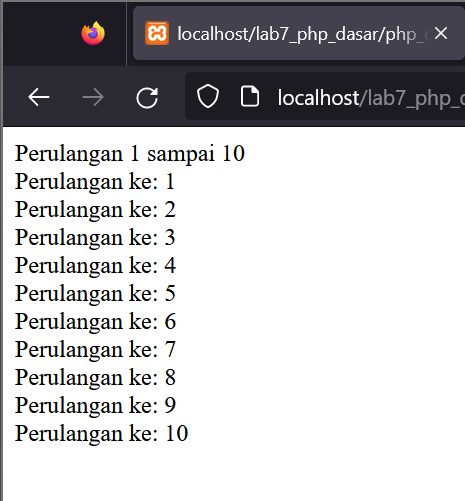 localhost/lab7_php_dasar/php_
localhost/lab7_php_
Perulangan 1 sampai 10
Perulangan ke: 1
Perulangan ke: 2
Perulangan ke: 3
Perulangan ke: 4
Perulangan ke: 5
Perulangan ke: 6
Perulangan ke: 7
Perulangan ke: 8
Perulangan ke: 9
Perulangan ke: 10